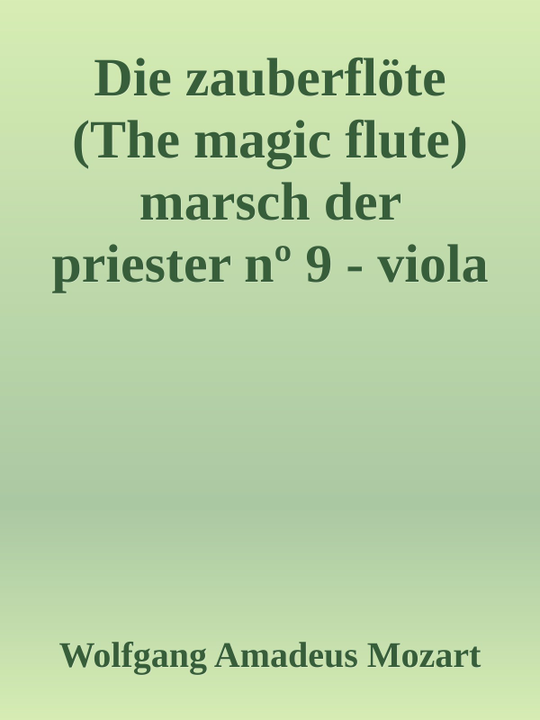 Die zauberflöte
(The magic flute)
marsch der
priester nº 9 - viola
Wolfgang Amadeus Mozart